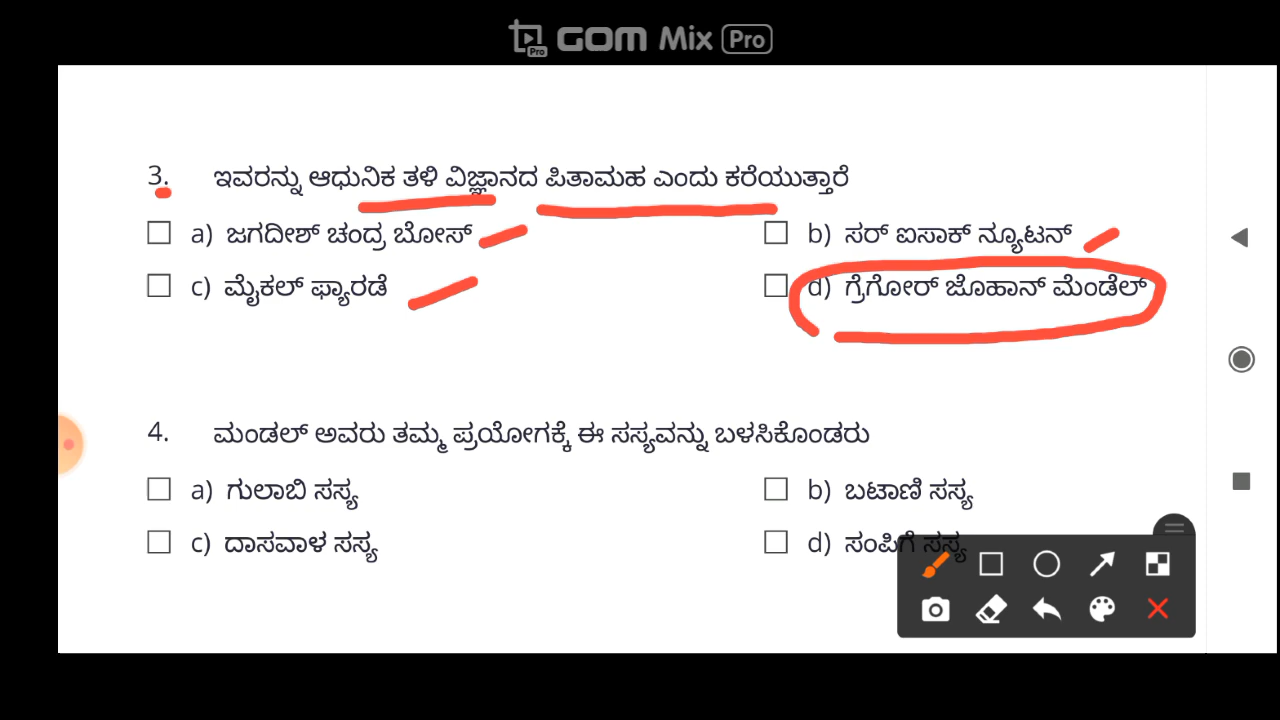 GOM Mix Pro
Pro
3. ಇವರನ್ನು ಆಧುನಿಕ ತಳಿ ವಿಜ್ಞಾನದ ಪಿತಾಮಹ ಎಂದು ಕರೆಯುತ್ತಾರೆ
a) ಜಗದೀಶ್ ಚಂದ್ರ ಬೋಸ್ b) ಸರ್ ಐಸಾಕ್ ನ್ಯೂಟನ್
c) ಮೈಕಲ್ ಫ್ಯಾರಡೆ d) ಗ್ರೆಗೋರ್ ಜೊಹಾನ್ ಮೆಂಡೆಲ್
4. ಮಂಡಲ್ ಅವರು ತಮ್ಮ ಪ್ರಯೋಗಕ್ಕೆ ಈ ಸಸ್ಯವನ್ನು ಬಳಸಿಕೊಂಡರು
a) ಗುಲಾಬಿ ಸಸ್ಯ b) ಬಟಾಣಿ ಸಸ್ಯ
c) ದಾಸವಾಳ ಸಸ್ಯ d) ಸಂಪಿಗೆ ಸಸ್ಯ